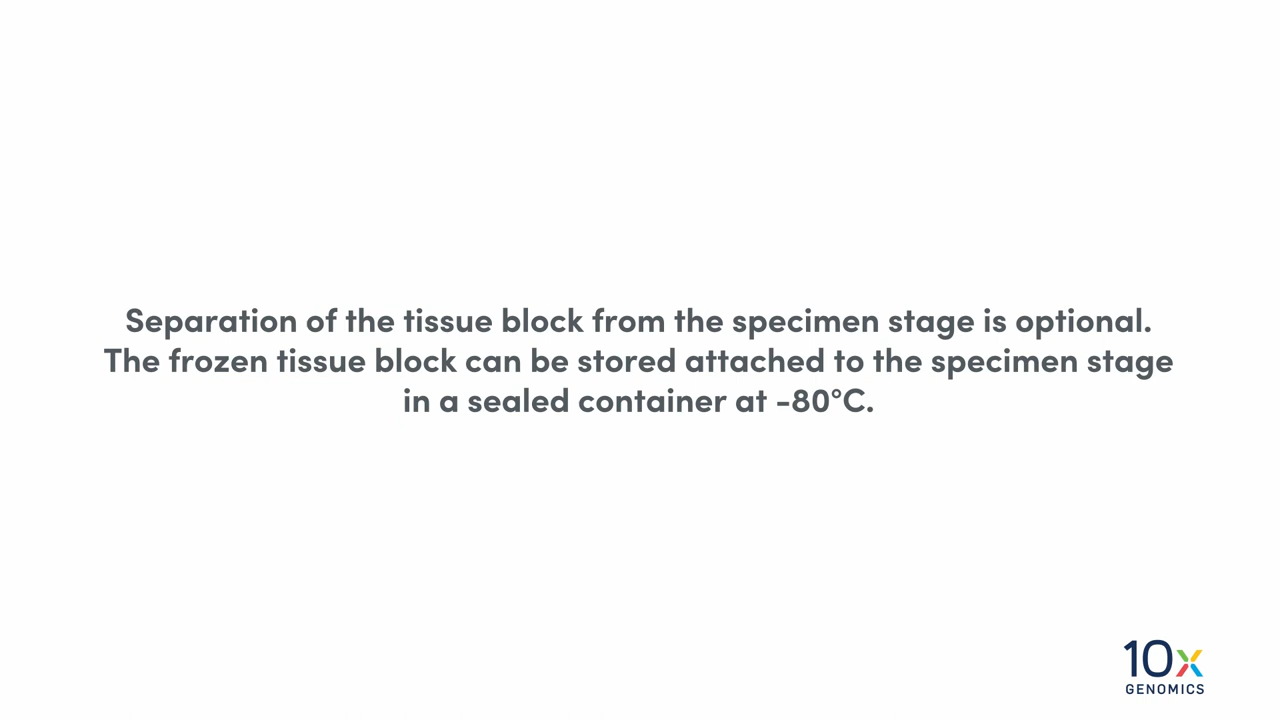 Separation of the tissue block from the specimen stage is optional.
The frozen tissue block can be stored attached to the specimen stage
in a sealed container at -80°C.
10x
GENOMICS